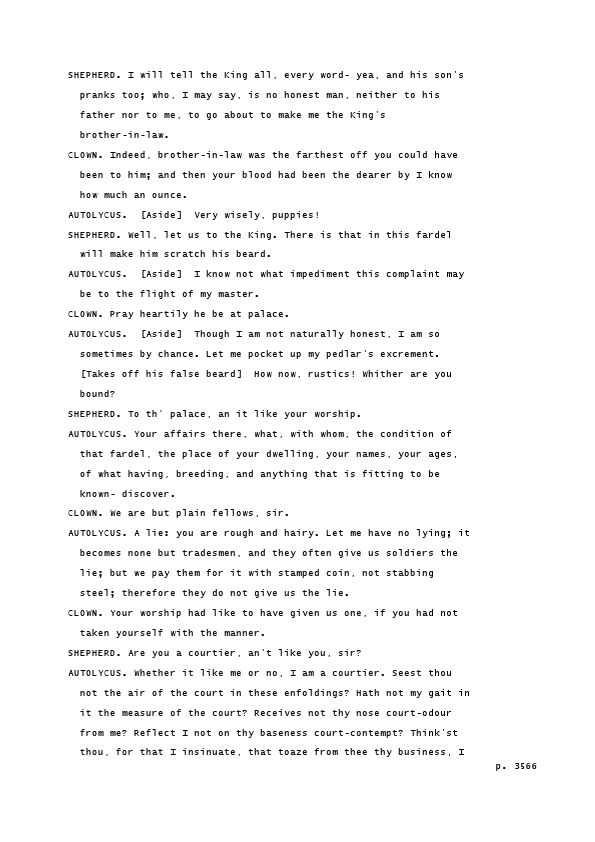 SHEPHERD. I will tell the King all, every word- yea, and his son's
pranks too; who, I may say, is no honest man, neither to his
father nor to me, to go about to make me the King's
brother-in-law.
CLOWN. Indeed, brother-in-law was the farthest off you could have
been to him; and then your blood had been the dearer by I know
how much an ounce.
AUTOLYCUS.  [Aside]  Very wisely, puppies!
SHEPHERD. Well, let us to the King. There is that in this fardel
will make him scratch his beard.
AUTOLYCUS.  [Aside]  I know not what impediment this complaint may
be to the flight of my master.
CLOWN. Pray heartily he be at palace.
AUTOLYCUS.  [Aside]  Though I am not naturally honest, I am so
sometimes by chance. Let me pocket up my pedlar's excrement.
[Takes off his false beard]  How now, rustics! Whither are you
bound?
SHEPHERD. To th' palace, an it like your worship.
AUTOLYCUS. Your affairs there, what, with whom, the condition of
that fardel, the place of your dwelling, your names, your ages,
of what having, breeding, and anything that is fitting to be
known- discover.
CLOWN. We are but plain fellows, sir.
AUTOLYCUS. A lie: you are rough and hairy. Let me have no lying; it
becomes none but tradesmen, and they often give us soldiers the
lie; but we pay them for it with stamped coin, not stabbing
steel; therefore they do not give us the lie.
CLOWN. Your worship had like to have given us one, if you had not
taken yourself with the manner.
SHEPHERD. Are you a courtier, an't like you, sir?
AUTOLYCUS. Whether it like me or no, I am a courtier. Seest thou
not the air of the court in these enfoldings? Hath not my gait in
it the measure of the court? Receives not thy nose court-odour
from me? Reflect I not on thy baseness court-contempt? Think'st
thou, for that I insinuate, that toaze from thee thy business, I
p. 3566